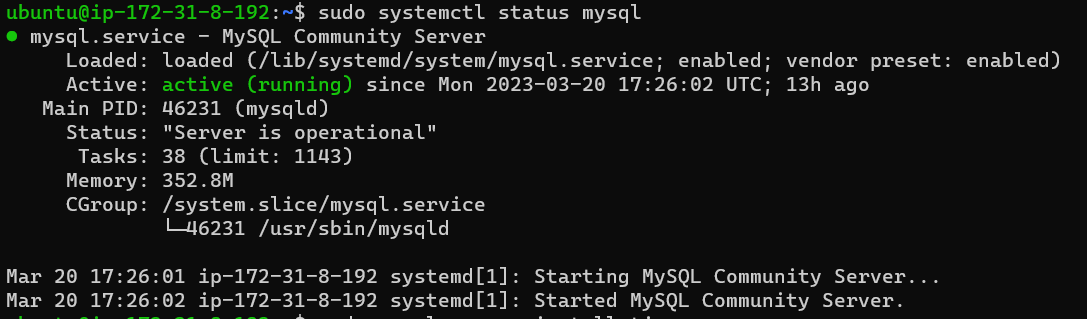 ubuntu@ip-172-31-8-192:~$ sudo systemctl status mysql
● mysql.service - MySQL Community Server
Loaded: loaded (/lib/systemd/system/mysql.service; enabled; vendor preset: enabled)
Active: active (running) since Mon 2023-03-20 17:26:02 UTC; 13h ago
Main PID: 46231 (mysqld)
Status: "Server is operational"
Tasks: 38 (limit: 1143)
Memory: 352.8M
CGroup: /system.slice/mysql.service
└─46231 /usr/sbin/mysqld
Mar 20 17:26:01 ip-172-31-8-192 systemd[1]: Starting MySQL Community Server...
Mar 20 17:26:02 ip-172-31-8-192 systemd[1]: Started MySQL Community Server.